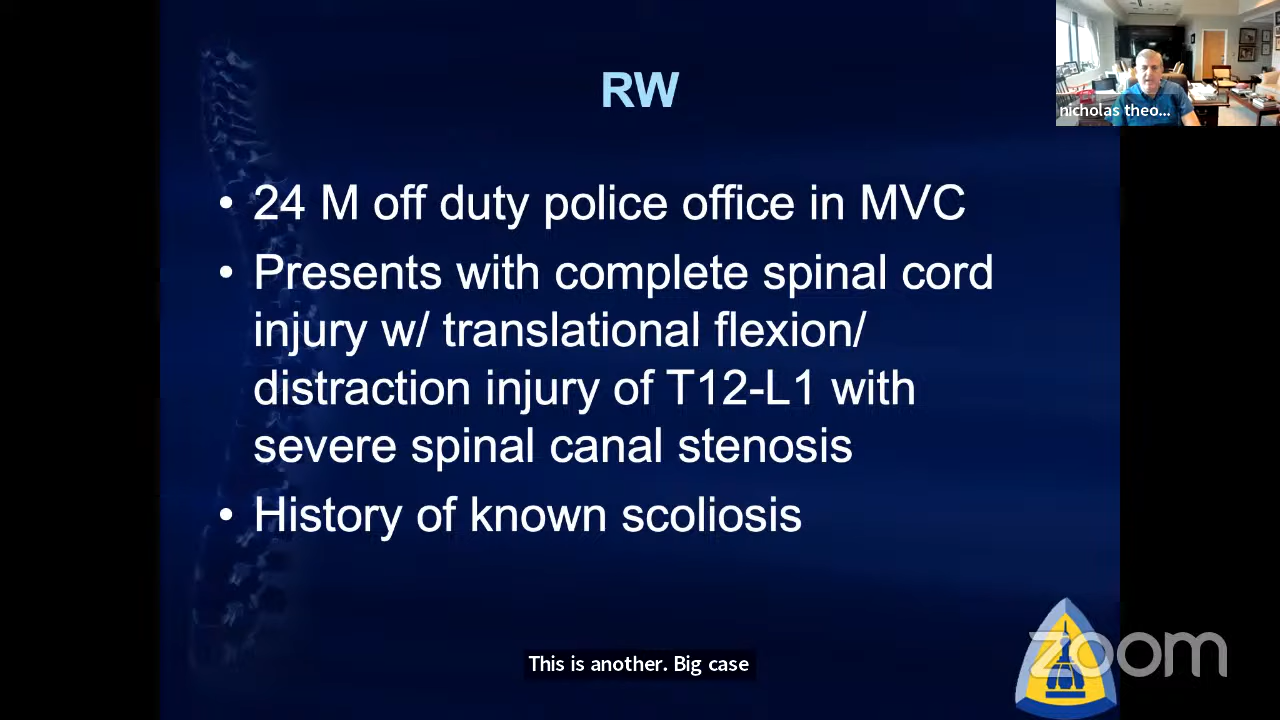 RW
nicholas theo...
• 24 M off duty police office in MVC
• Presents with complete spinal cord
injury w/ translational flexion/
distraction injury of T12-L1 with
severe spinal canal stenosis
• History of known scoliosis
This is another. Big case
zoom